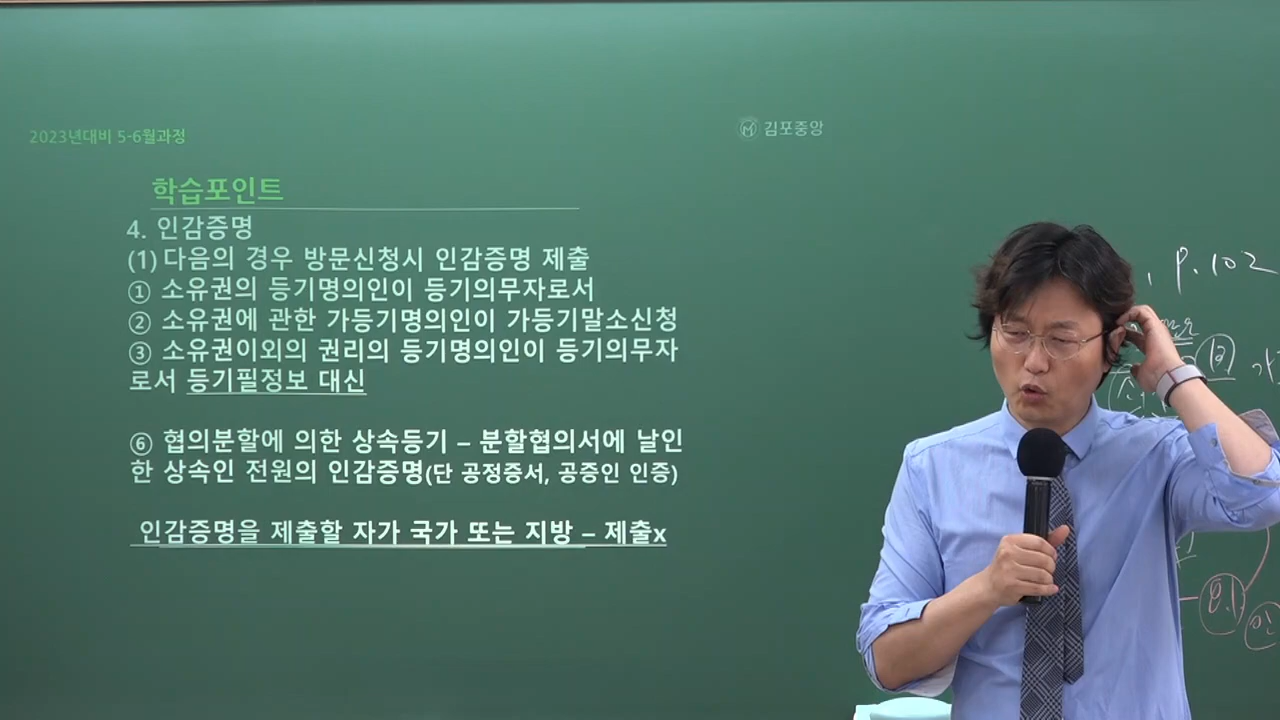 2023년대비 5-6월과정
김포중앙
학습포인트
4. 인감증명
(1) 다음의 경우 방문신청시 인감증명 제출
① 소유권의 등기명의인이 등기의무자로서
② 소유권에 관한 가등기명의인이 가등기말소신청
③ 소유권이외의 권리의 등기명의인이 등기의무자
로서 등기필정보 대신
⑥ 협의분할에 의한 상속등기 – 분할협의서에 날인
한 상속인 전원의 인감증명(단 공정증서, 공증인 인증)
인감증명을 제출할 자가 국가 또는 지방 – 제출x
P.102